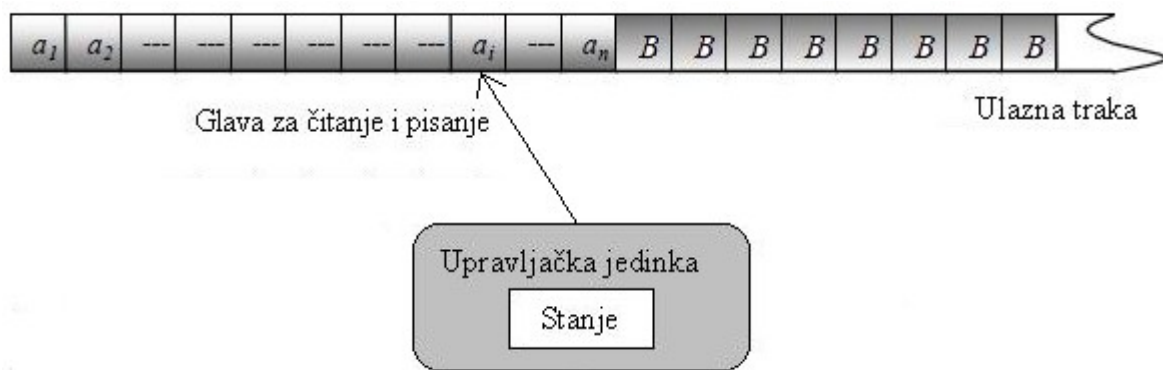 a1 a2 --- --- --- --- --- --- ai --- an B B B B B B B B
Glava za čitanje i pisanje
Ulazna traka
Upravljačka jedinka
Stanje